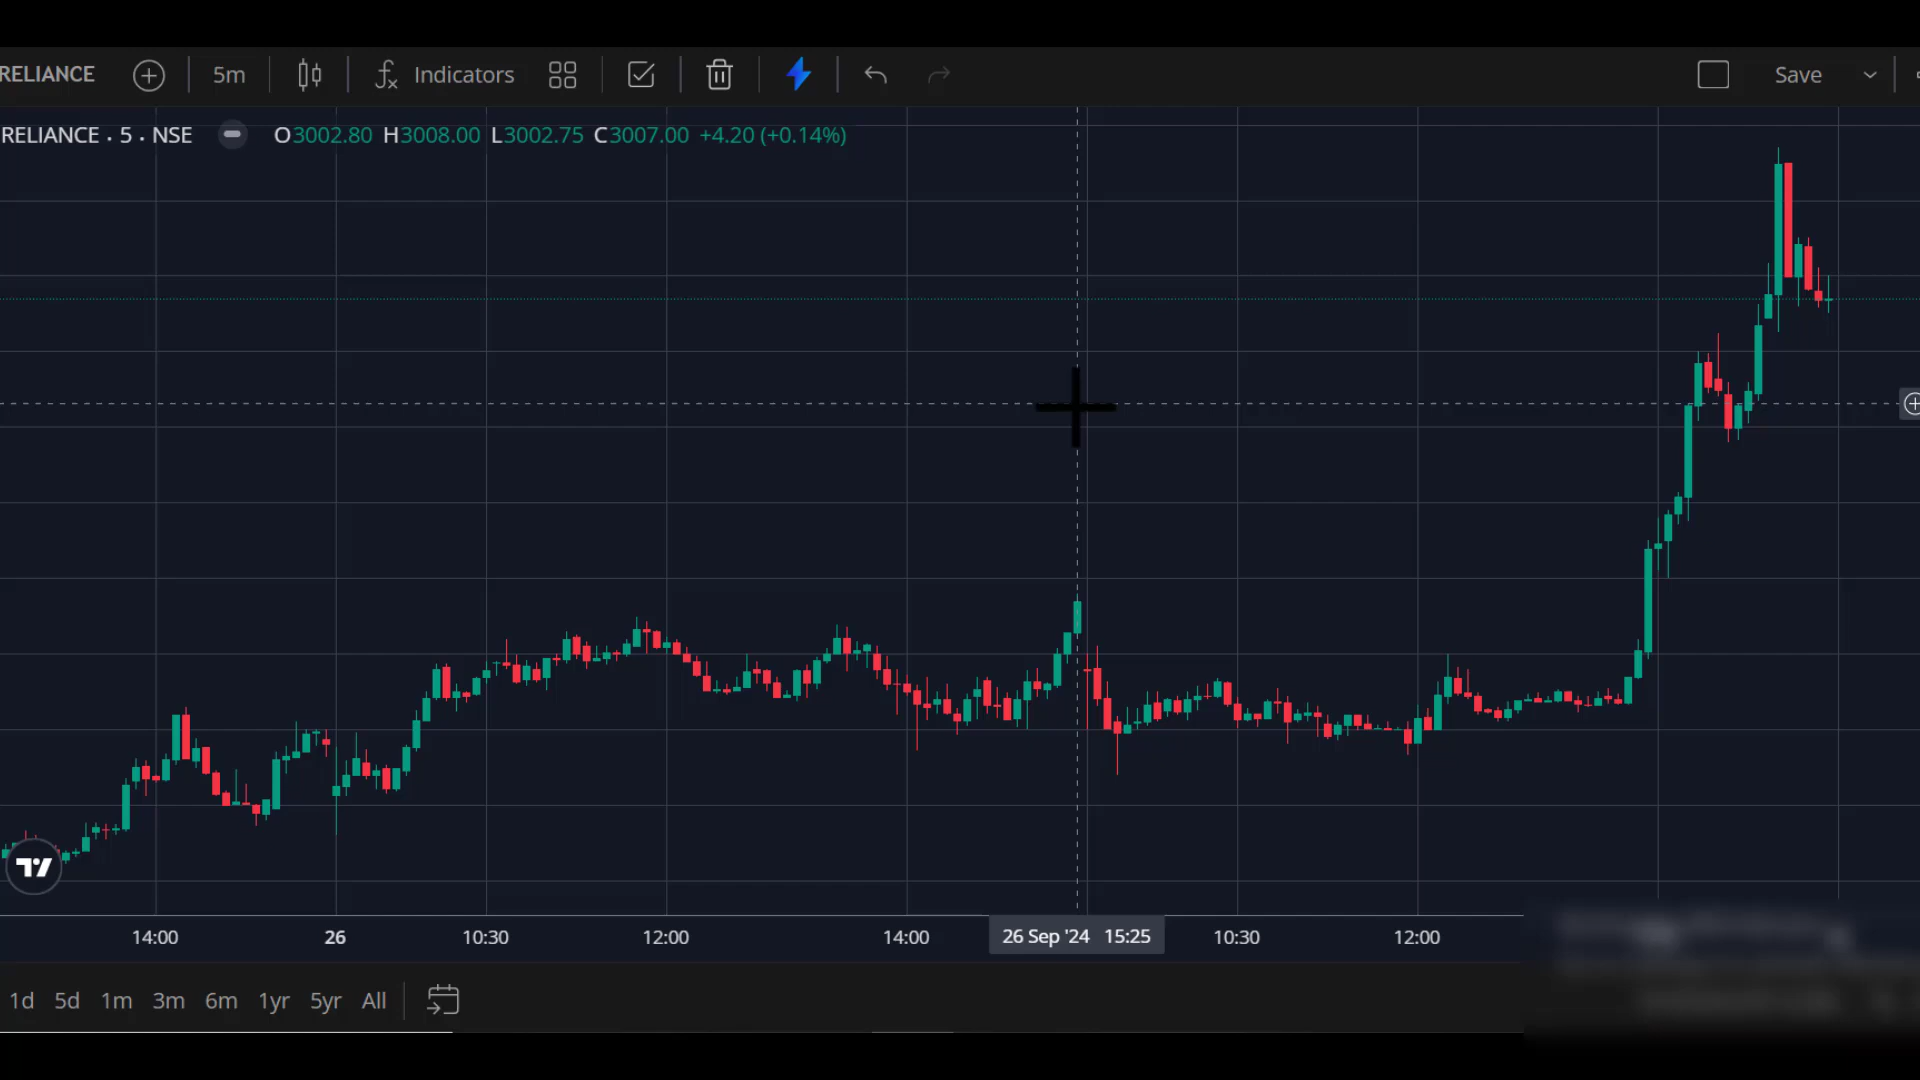 RELIANCE 5m Indicators Save
RELIANCE · 5 · NSE O3002.80 H3008.00 L3002.75 C3007.00 +4.20 (+0.14%)
14:00 26 10:30 12:00 14:00 26 Sep '24 15:25 10:30 12:00
1d 5d 1m 3m 6m 1yr 5yr All